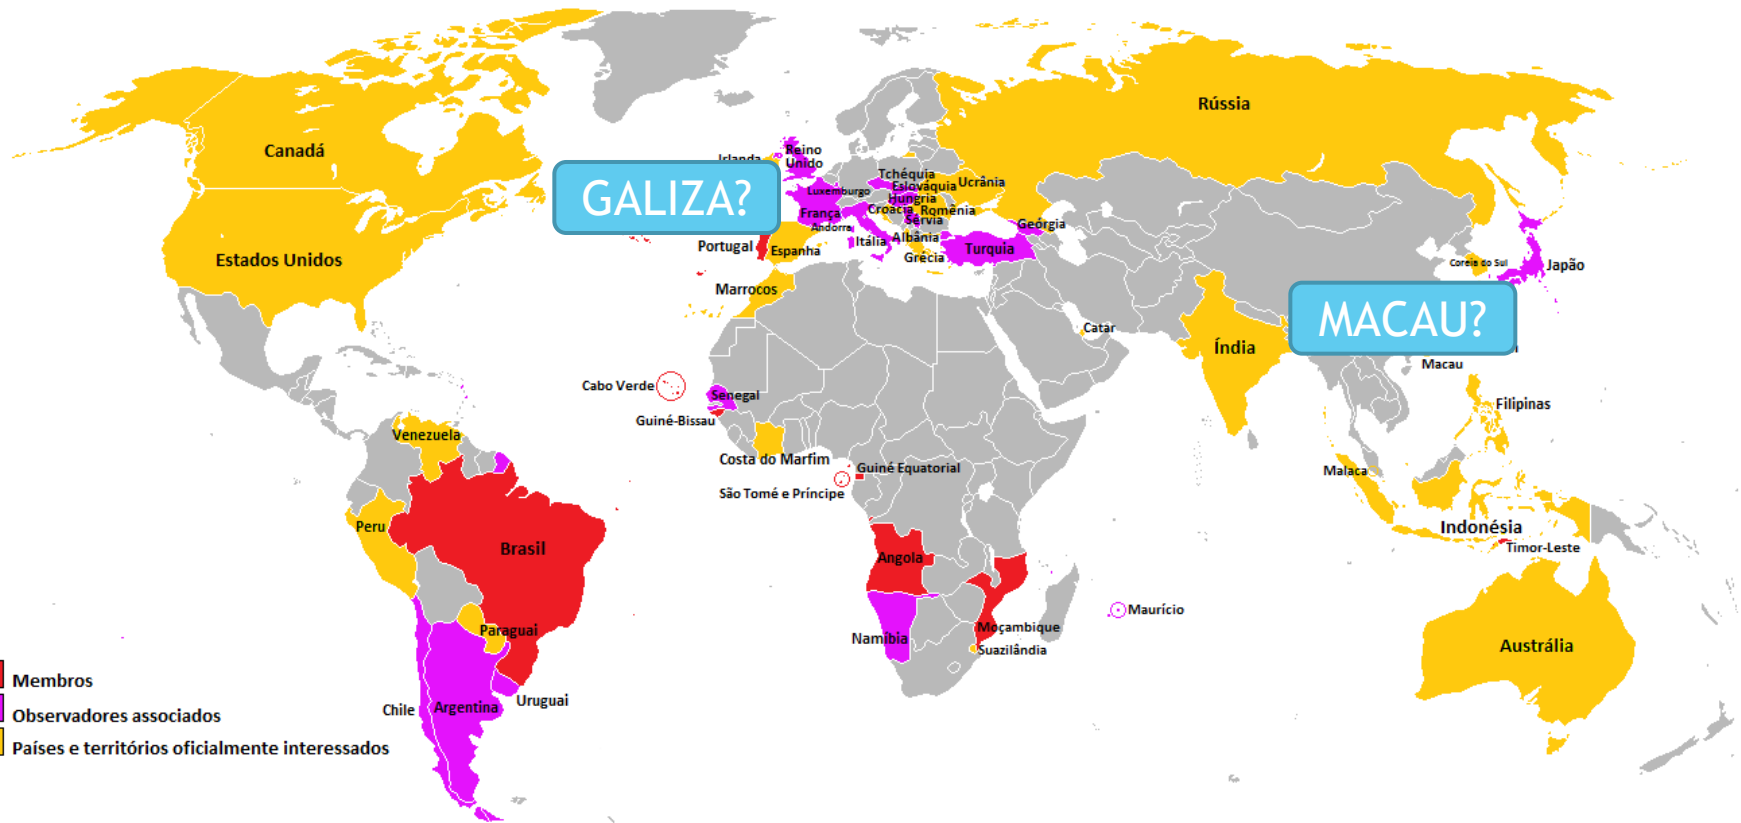 Canadá
Estados Unidos
GALIZA?
Irlanda
Reino
Unido
Luxemburgo
França
Andorra
Portugal
Espanha
Itália
Tchéquia
Eslováquia
Hungria
Croácia
Romênia
Sérvia
Albânia
Grécia
Ucrânia
Geórgia
Turquia
Rússia
Coreia do Sul
Japão
Marrocos
Catar
Índia
MACAU?
Macau
Filipinas
Cabo Verde
Senegal
Guiné-Bissau
Costa do Marfim
Guiné Equatorial
São Tomé e Príncipe
Malaca
Indonésia
Timor-Leste
Venezuela
Peru
Brasil
Angola
Maurício
Moçambique
Namíbia
Suazilândia
Paraguai
Austrália
Chile
Argentina
Uruguai
Membros
Observadores associados
Países e territórios oficialmente interessados